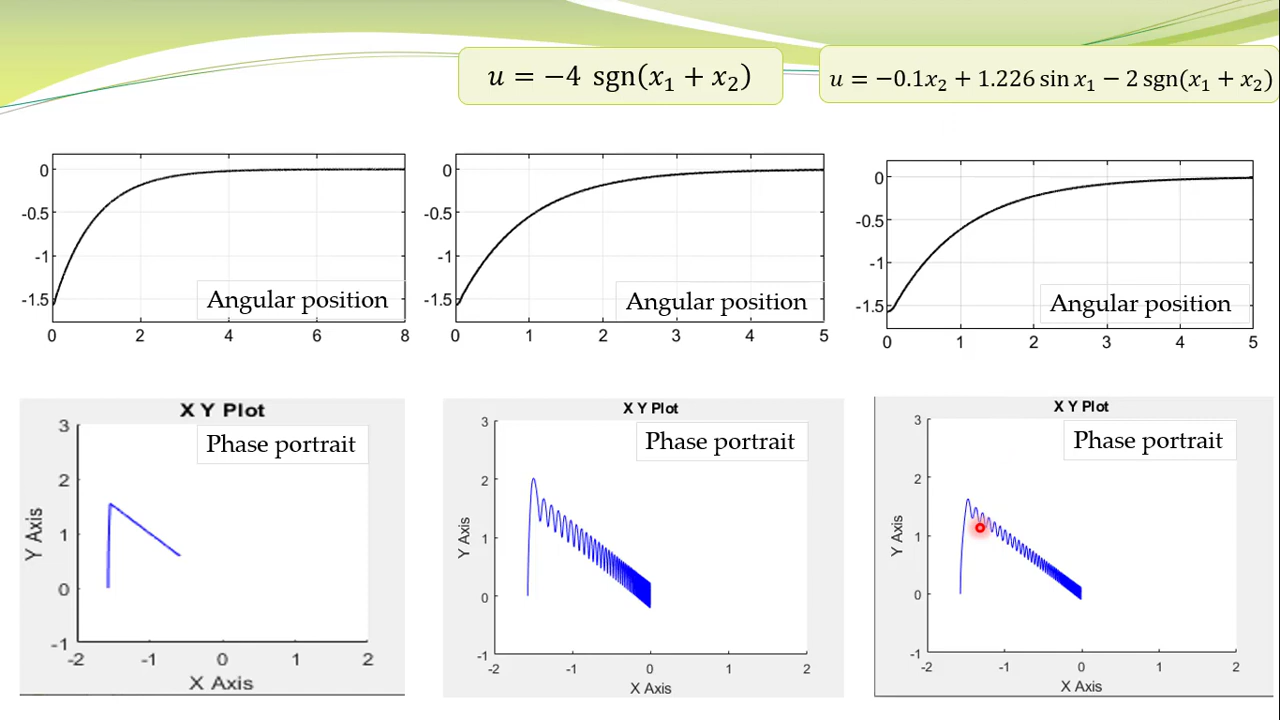 u = −4 sgn(x₁ + x₂)
u = −0.1x₂ + 1.226 sin x₁ − 2 sgn(x₁ + x₂)
0
-0.5
-1
-1.5
0 2 4 6 8
Angular position
0
-0.5
-1
-1.5
0 1 2 3 4 5
Angular position
0
-0.5
-1
-1.5
0 1 2 3 4 5
Angular position
X Y Plot
Phase portrait
Y Axis
3
2
1
0
-1
-2 -1 0 1 2
X Axis
X Y Plot
Phase portrait
Y Axis
3
2
1
0
-1
-2 -1 0 1 2
X Axis
X Y Plot
Phase portrait
Y Axis
3
2
1
0
-1
-2 -1 0 1 2
X Axis